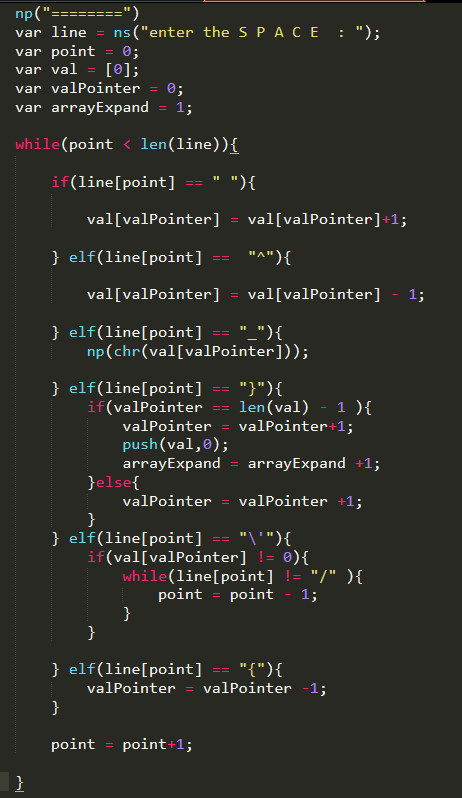 np("========")
var line = ns("enter the S P A C E  : ");
var point = 0;
var val = [0];
var valPointer = 0;
var arrayExpand = 1;
while(point < len(line)){
if(line[point] == " "){
val[valPointer] = val[valPointer]+1;
} elf(line[point] ==  "^"){
val[valPointer] = val[valPointer] - 1;
} elf(line[point] == "_"){
np(chr(val[valPointer]));
} elf(line[point] == "}"){
if(valPointer == len(val) - 1 ){
valPointer = valPointer+1;
push(val,0);
arrayExpand = arrayExpand +1;
}else{
valPointer = valPointer +1;
}
} elf(line[point] == "\'"){
if(val[valPointer] != 0){
while(line[point] != "/" ){
point = point - 1;
}
}
} elf(line[point] == "{"){
valPointer = valPointer -1;
}
point = point+1;
}